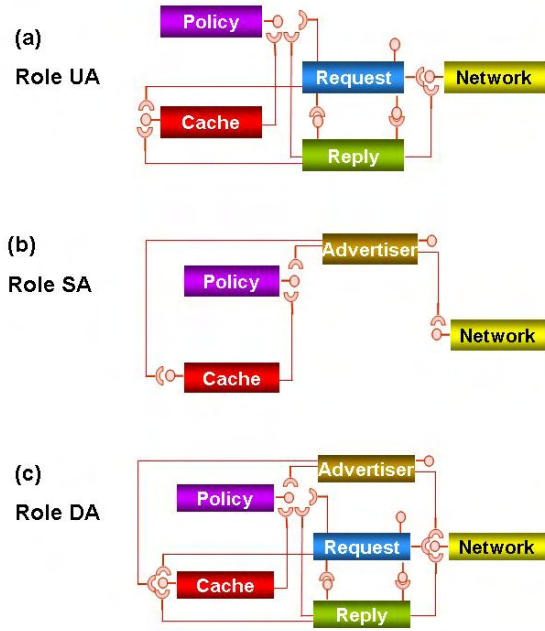 (a)
Role UA
Policy
Request
Network
Cache
Reply
(b)
Role SA
Advertiser
Policy
Network
Cache
(c)
Role DA
Advertiser
Policy
Request
Network
Cache
Reply